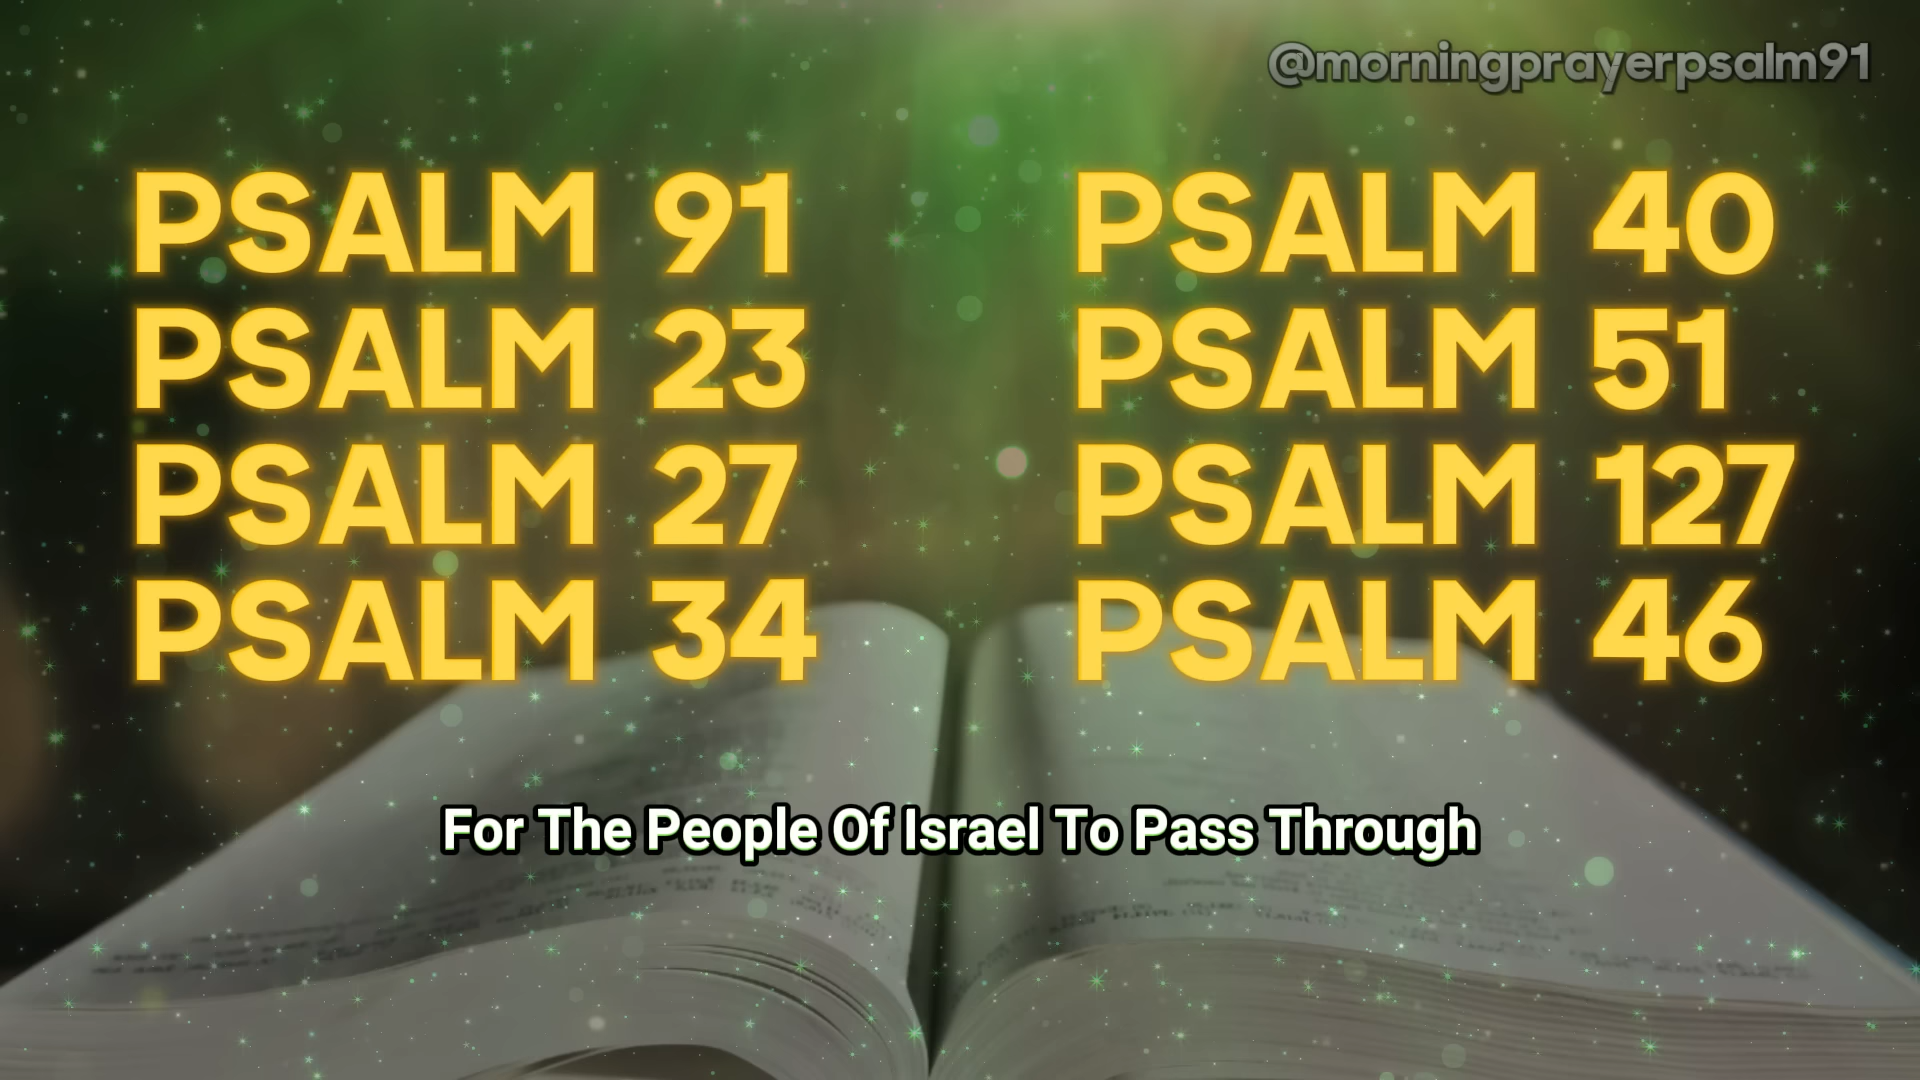 @morningprayerpsalm91
PSALM 91
PSALM 23
PSALM 27
PSALM 34
PSALM 40
PSALM 51
PSALM 127
PSALM 46
For The People Of Israel To Pass Through